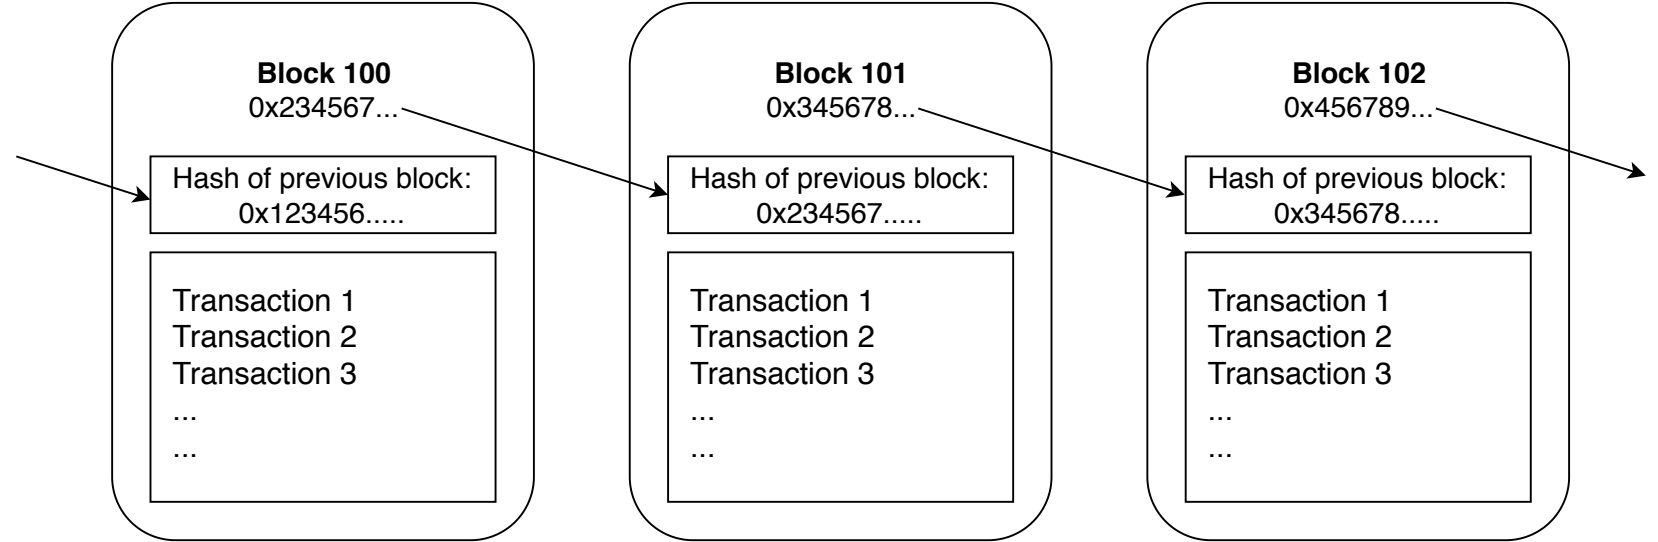 Block 100
0x234567...
Hash of previous block:
0x123456.....
Transaction 1
Transaction 2
Transaction 3
...
...
Block 101
0x345678...
Hash of previous block:
0x234567.....
Transaction 1
Transaction 2
Transaction 3
...
...
Block 102
0x456789...
Hash of previous block:
0x345678.....
Transaction 1
Transaction 2
Transaction 3
...
...